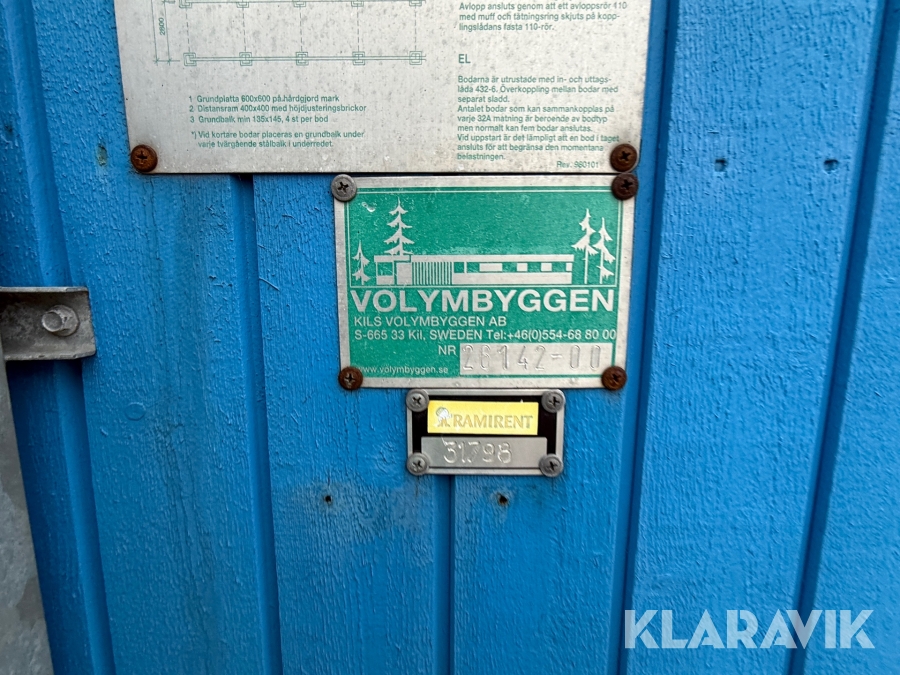 2800
1 Grundplatta 600x600 på hårdgjord mark
2 Distansram 400x400 med höjdjusteringsbrickor
3 Grundbalk min 135x145, 4 st per bod
*) Vid kortare bodar placeras en grundbalk under
varje tvärgående stålbalk i underredet.
Avlopp ansluts genom att ett avloppsrör 110
med muff och tätningsring skjuts på kopp-
lingslådans fasta 110-rör.
EL
Bodarna är utrustade med in- och uttags-
låda 432-6. Överkoppling mellan bodar med
separat sladd.
Antalet bodar som kan sammankopplas på
varje 32A matning är beroende av bodtyp
men normalt kan fem bodar anslutas.
Vid uppstart är det lämpligt att en bod i taget
ansluts för att begränsa den momentana
belastningen.
Rev. 960101
VOLYMBYGGEN
KILS VOLYMBYGGEN AB
S-665 33 Kil, SWEDEN Tel:+46(0)554-68 80 00
NR 28142-00
www.volymbyggen.se
RAMIRENT
31798
KLARAVIK